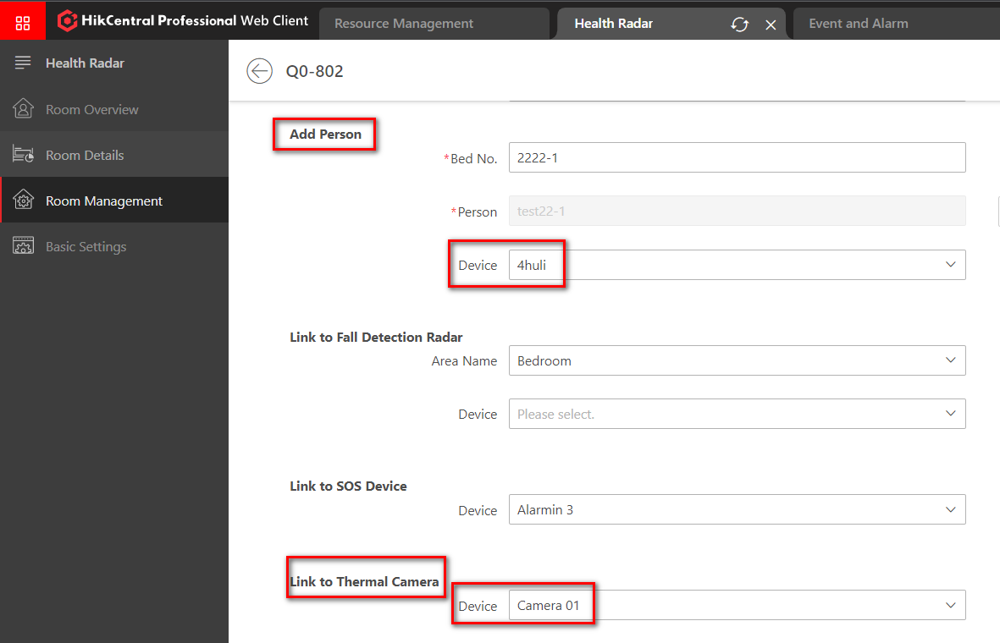 HikCentral Professional Web Client
Resource Management
Health Radar
Event and Alarm
Health Radar
Room Overview
Room Details
Room Management
Basic Settings
Q0-802
Add Person
*Bed No. 2222-1
*Person test22-1
Device 4huli
Link to Fall Detection Radar
Area Name Bedroom
Device Please select.
Link to SOS Device
Device Alarmin 3
Link to Thermal Camera
Device Camera 01